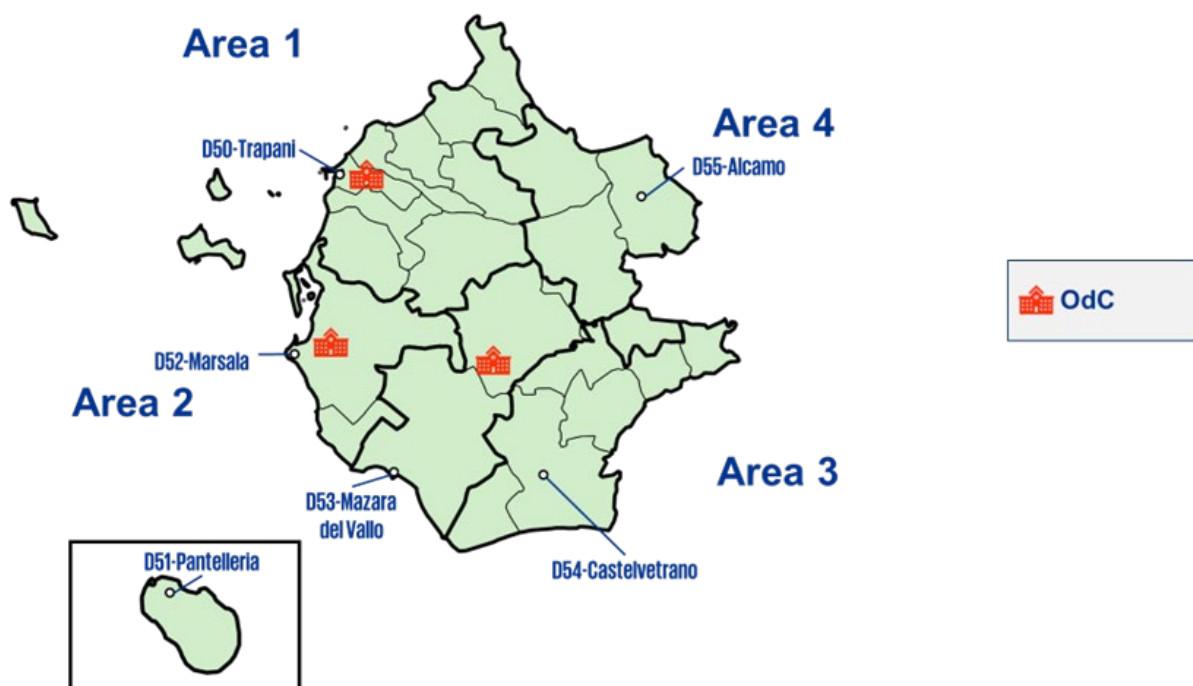 Area 1
Area 4
D50-Trapani
D55-Alcamo
OdC
D52-Marsala
Area 2
Area 3
D53-Mazara
del Vallo
D51-Pantelleria
D54-Castelvetrano